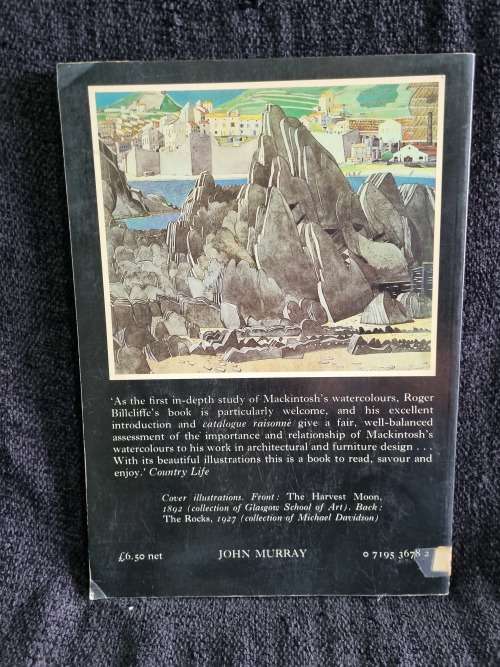 'As the first in-depth study of Mackintosh's watercolours, Roger
Billcliffe's book is particularly welcome, and his excellent
introduction and catalogue raisonné give a fair, well-balanced
assessment of the importance and relationship of Mackintosh's
watercolours to his work in architectural and furniture design . . .
With its beautiful illustrations this is a book to read, savour and
enjoy.' Country Life
Cover illustrations. Front: The Harvest Moon,
1892 (collection of Glasgow School of Art). Back:
The Rocks, 1927 (collection of Michael Davidson)
£6.50 net JOHN MURRAY 0 7195 3678 2